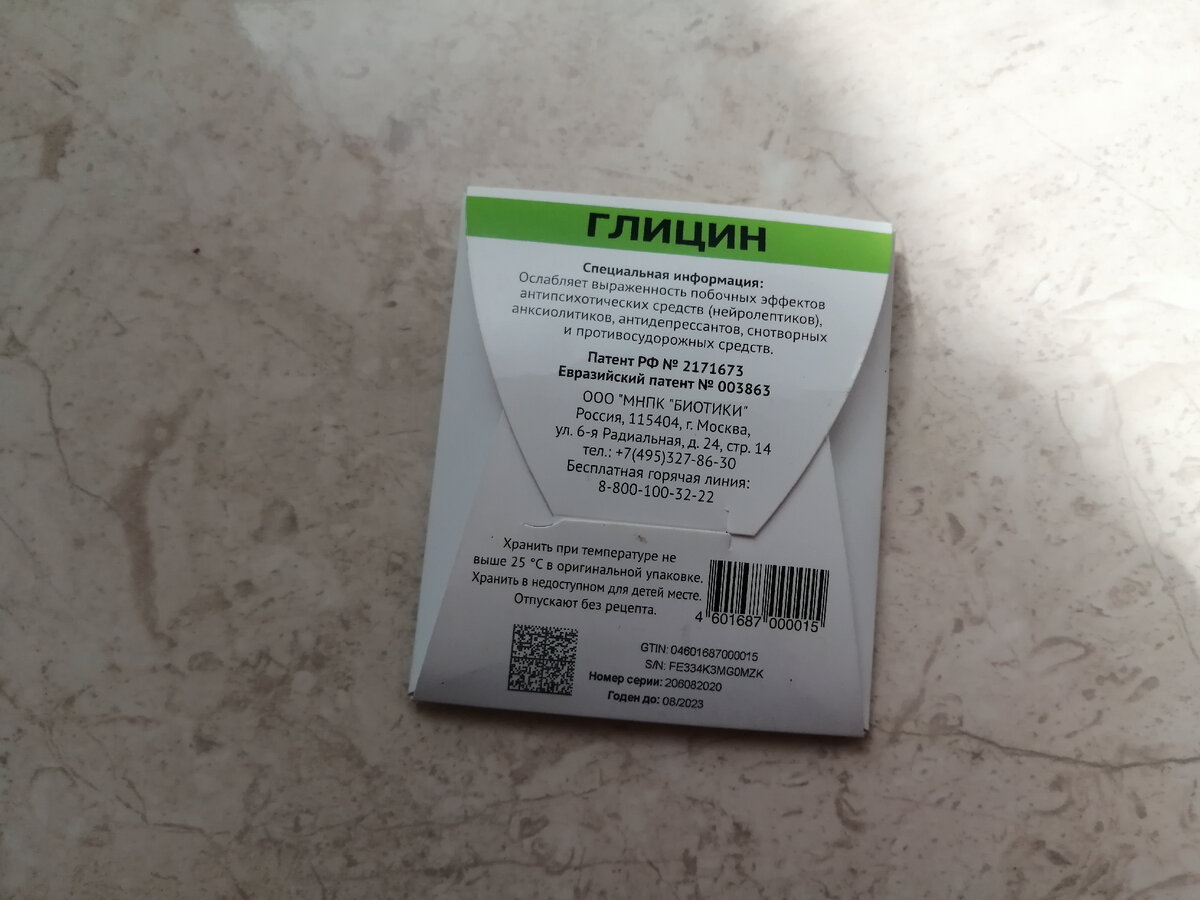 ГЛИЦИН
Специальная информация:
Ослабляет выраженность побочных эффектов
антипсихотических средств (нейролептиков),
анксиолитиков, антидепрессантов, снотворных
и противосудорожных средств.
Патент РФ № 2171673
Евразийский патент № 003863
ООО "МНПК "БИОТИКИ"
Россия, 115404, г. Москва,
ул. 6-я Радиальная, д. 24, стр. 14
тел.: +7(495)327-86-30
Бесплатная горячая линия:
8-800-100-32-22
Хранить при температуре не
выше 25 °С в оригинальной упаковке.
Хранить в недоступном для детей месте.
Отпускают без рецепта.
4 601687 000015
GTIN: 04601687000015
S/N: FE334K3MG0MZK
Номер серии: 206082020
Годен до: 08/2023